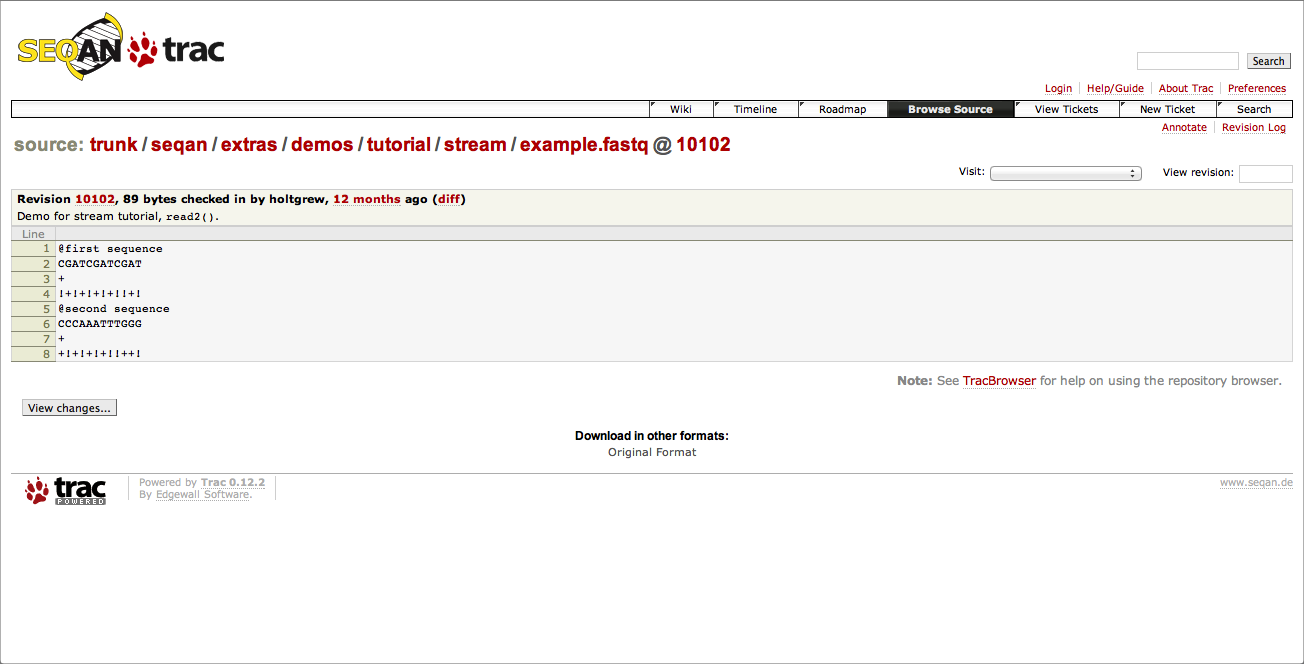 SEQAN trac
Search
Login Help/Guide About Trac Preferences
Wiki Timeline Roadmap Browse Source View Tickets New Ticket Search
Annotate Revision Log
source: trunk / seqan / extras / demos / tutorial / stream / example.fastq @ 10102
Visit: View revision:
Revision 10102, 89 bytes checked in by holtgrew, 12 months ago (diff)
Demo for stream tutorial, read2().
Line
1 @first sequence
2 CGATCGATCGAT
3 +
4 !+!+!+!+!!+!
5 @second sequence
6 CCCAAATTTGGG
7 +
8 +!+!+!+!!++!
Note: See TracBrowser for help on using the repository browser.
View changes...
Download in other formats:
Original Format
trac POWERED
Powered by Trac 0.12.2
By Edgewall Software.
www.seqan.de